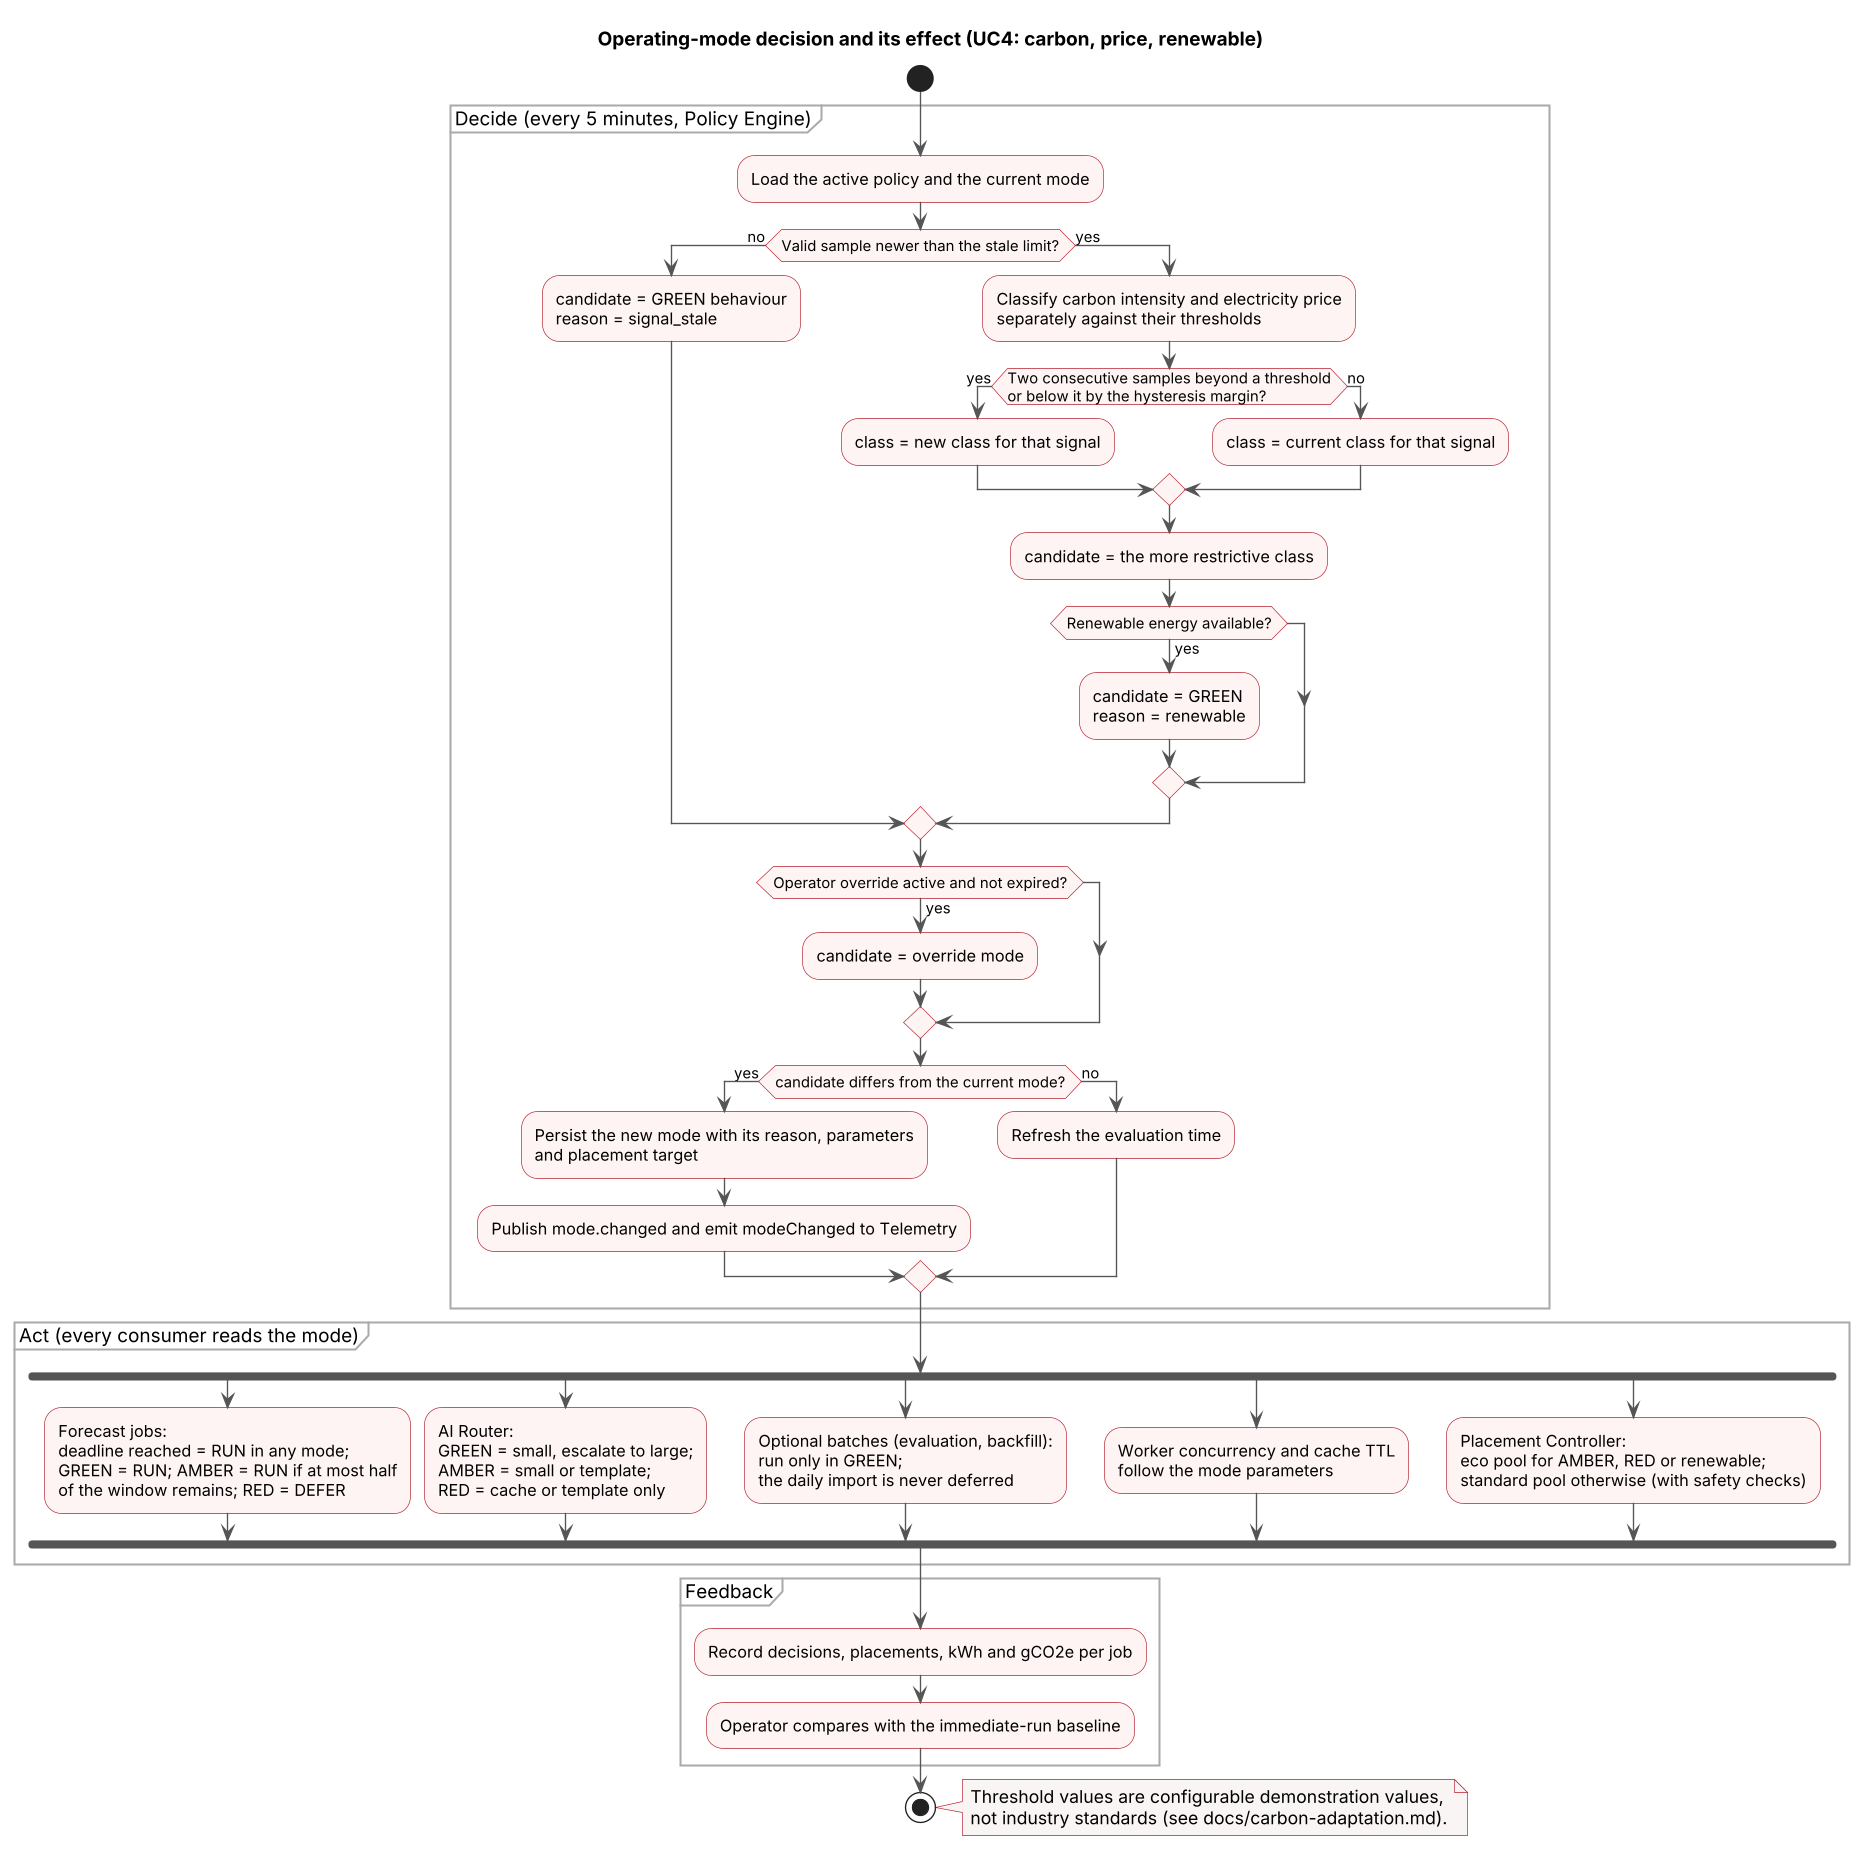 Operating-mode decision and its effect (UC4: carbon, price, renewable)
Decide (every 5 minutes, Policy Engine)
Load the active policy and the current mode
no
Valid sample newer than the stale limit?
yes
candidate = GREEN behaviour
reason = signal_stale
Classify carbon intensity and electricity price
separately against their thresholds
yes
Two consecutive samples beyond a threshold
or below it by the hysteresis margin?
no
class = new class for that signal
class = current class for that signal
candidate = the more restrictive class
Renewable energy available?
yes
candidate = GREEN
reason = renewable
Operator override active and not expired?
yes
candidate = override mode
yes
candidate differs from the current mode?
no
Persist the new mode with its reason, parameters
and placement target
Refresh the evaluation time
Publish mode.changed and emit modeChanged to Telemetry
Act (every consumer reads the mode)
Forecast jobs:
deadline reached = RUN in any mode;
GREEN = RUN; AMBER = RUN if at most half
of the window remains; RED = DEFER
AI Router:
GREEN = small, escalate to large;
AMBER = small or template;
RED = cache or template only
Optional batches (evaluation, backfill):
run only in GREEN;
the daily import is never deferred
Worker concurrency and cache TTL
follow the mode parameters
Placement Controller:
eco pool for AMBER, RED or renewable;
standard pool otherwise (with safety checks)
Feedback
Record decisions, placements, kWh and gCO2e per job
Operator compares with the immediate-run baseline
Threshold values are configurable demonstration values,
not industry standards (see docs/carbon-adaptation.md).